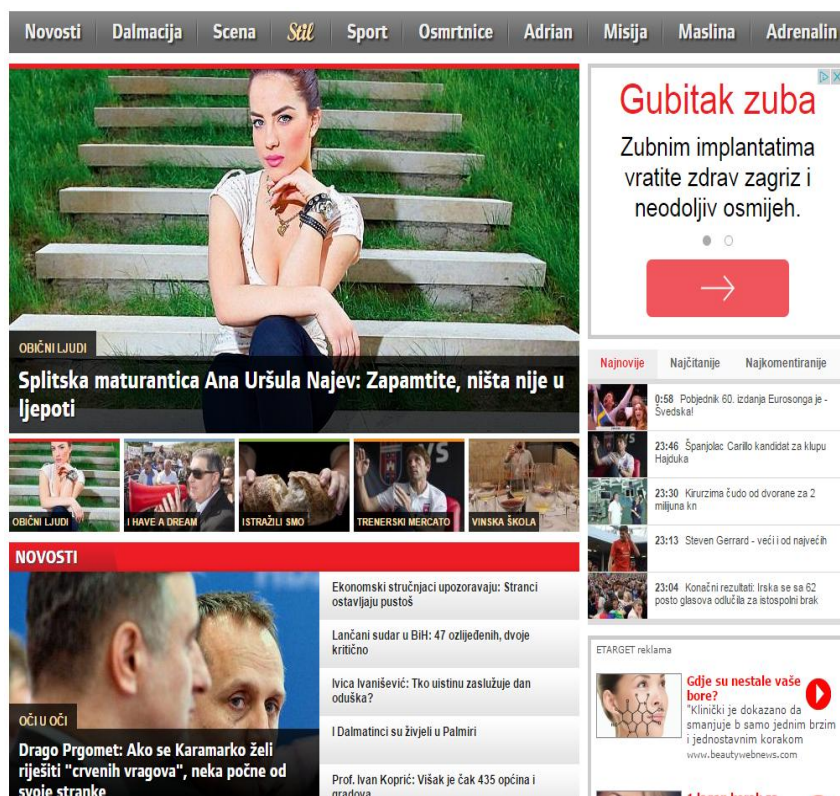 Novosti Dalmacija Scena Stil Sport Osmrtnice Adrian Misija Maslina Adrenalin
OBIČNI LJUDI
Splitska maturantica Ana Uršula Najev: Zapamtite, ništa nije u
ljepoti
OBIČNI LJUDI
I HAVE A DREAM
ISTRAŽILI SMO
TRENERSKI MERCATO
VINSKA ŠKOLA
NOVOSTI
OČI U OČI
Drago Prgomet: Ako se Karamarko želi
riješiti "crvenih vragova", neka počne od
svoje stranke
Ekonomski stručnjaci upozoravaju: Stranci
ostavljaju pustoš
Lančani sudar u BiH: 47 ozlijeđenih, dvoje
kritično
Ivica Ivanišević: Tko uistinu zaslužuje dan
oduška?
I Dalmatinci su živjeli u Palmiri
Prof. Ivan Koprić: Višak je čak 435 općina i
gradova
Gubitak zuba
Zubnim implantatima
vratite zdrav zagriz i
neodoljiv osmijeh.
Najnovije Najčitanije Najkomentiranije
0:58 Pobjednik 60. izdanja Eurosonga je -
Švedska!
23:46 Španjolac Carillo kandidat za klupu
Hajduka
23:30 Kirurzima čudo od dvorane za 2
milijuna kn
23:13 Steven Gerrard - veći i od najvećih
23:04 Konačni rezultati: Irska se sa 62
posto glasova odlučila za istospolni brak
ETARGET reklama
Gdje su nestale vaše
bore?
"Klinički je dokazano da
smanjuje b samo jednim brzim
i jednostavnim korakom
www.beautywebnews.com